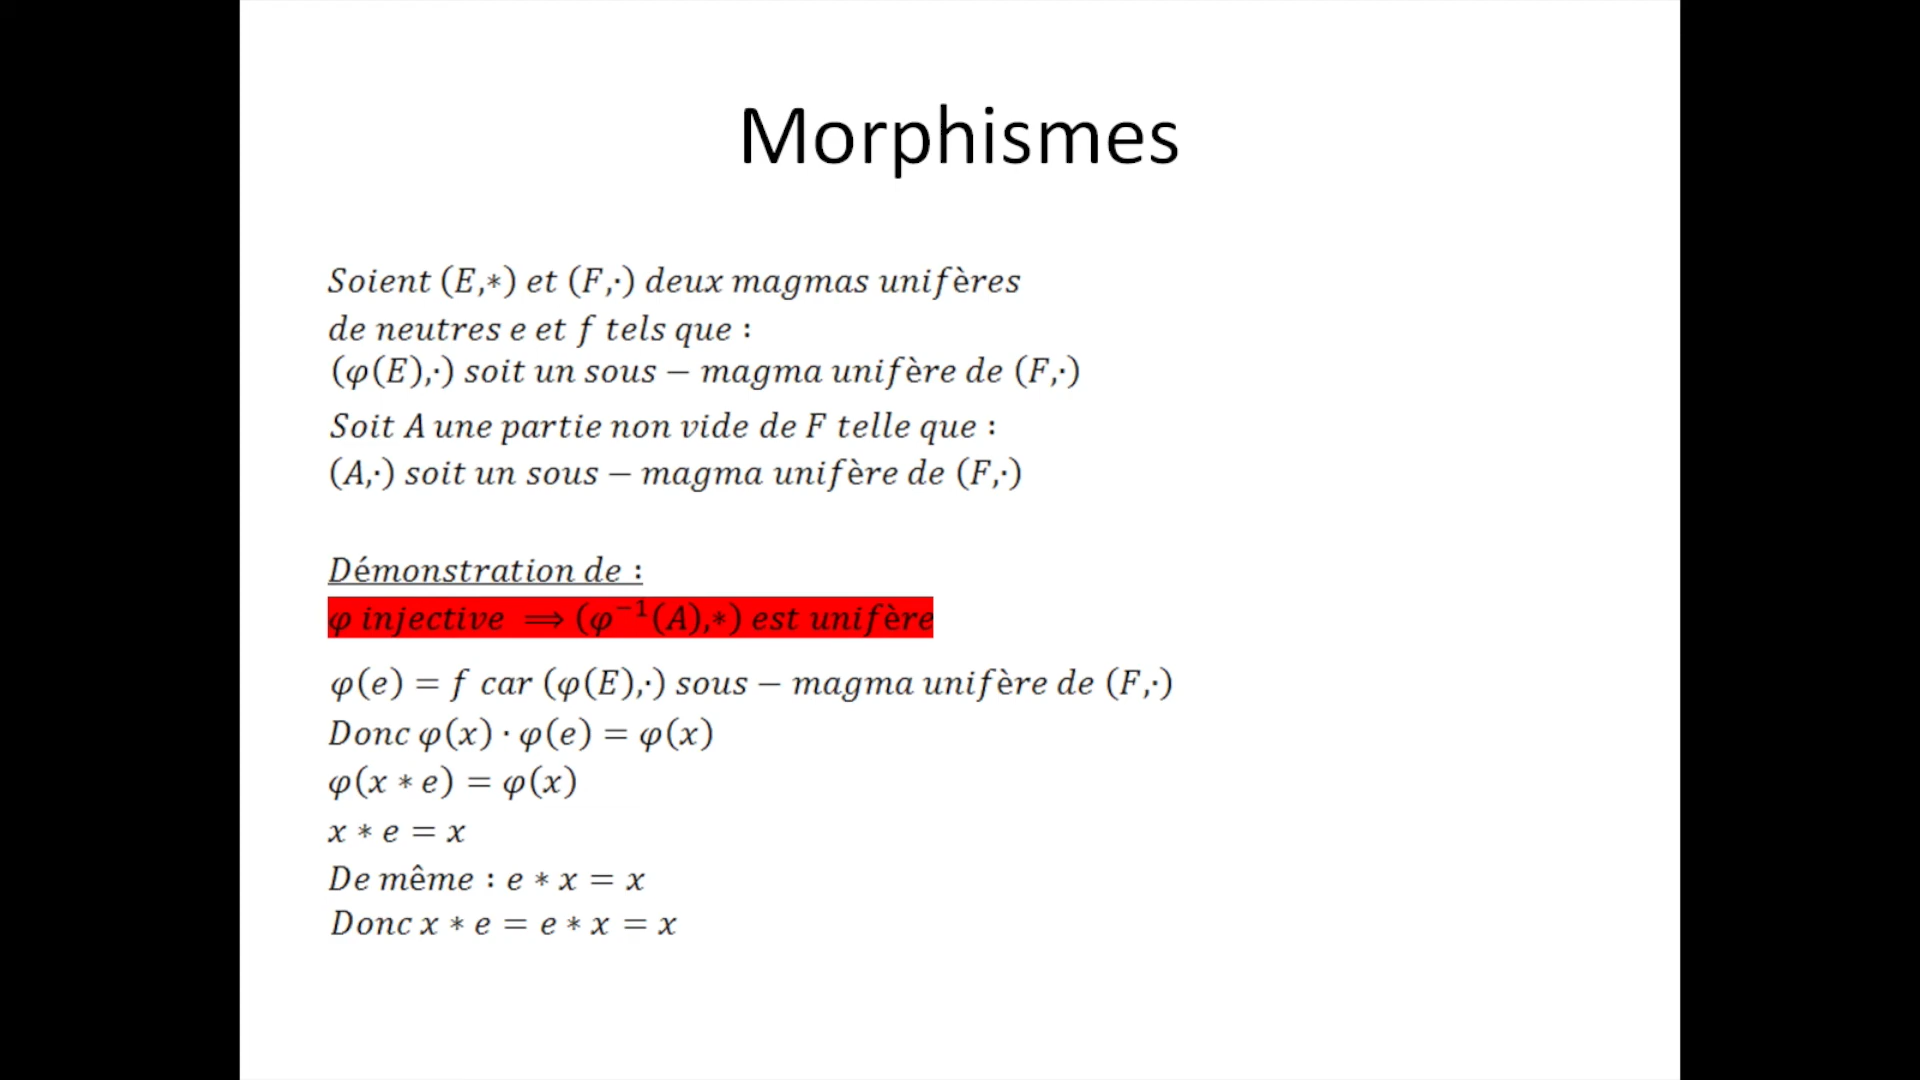 Morphismes
Soient (E,∗) et (F,·) deux magmas unifères
de neutres e et f tels que :
(φ(E),·) soit un sous − magma unifère de (F,·)
Soit A une partie non vide de F telle que :
(A,·) soit un sous − magma unifère de (F,·)
Démonstration de :
φ injective ⟹ (φ⁻¹(A),∗) est unifère
φ(e) = f car (φ(E),·) sous − magma unifère de (F,·)
Donc φ(x) · φ(e) = φ(x)
φ(x ∗ e) = φ(x)
x ∗ e = x
De même : e ∗ x = x
Donc x ∗ e = e ∗ x = x